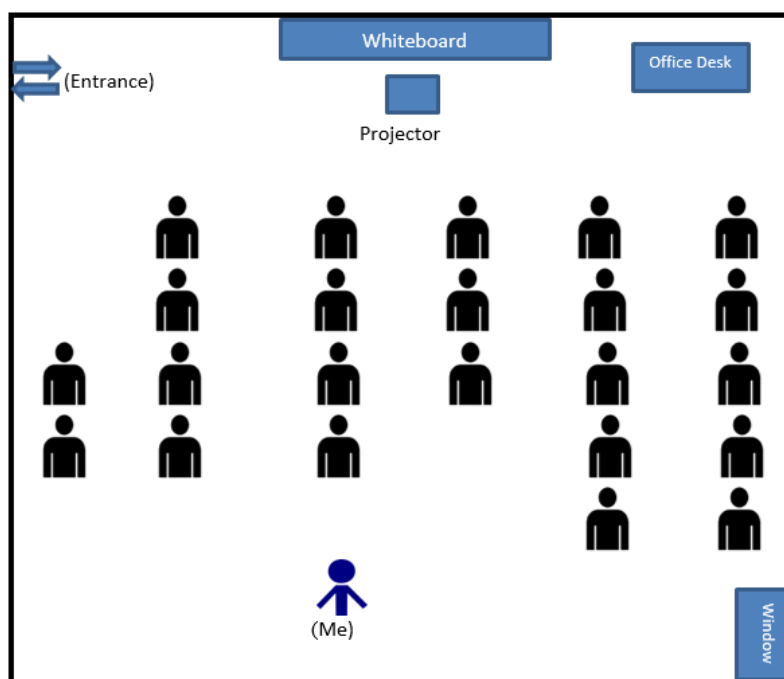 Whiteboard
Office Desk
(Entrance)
Projector
(Me)
Window